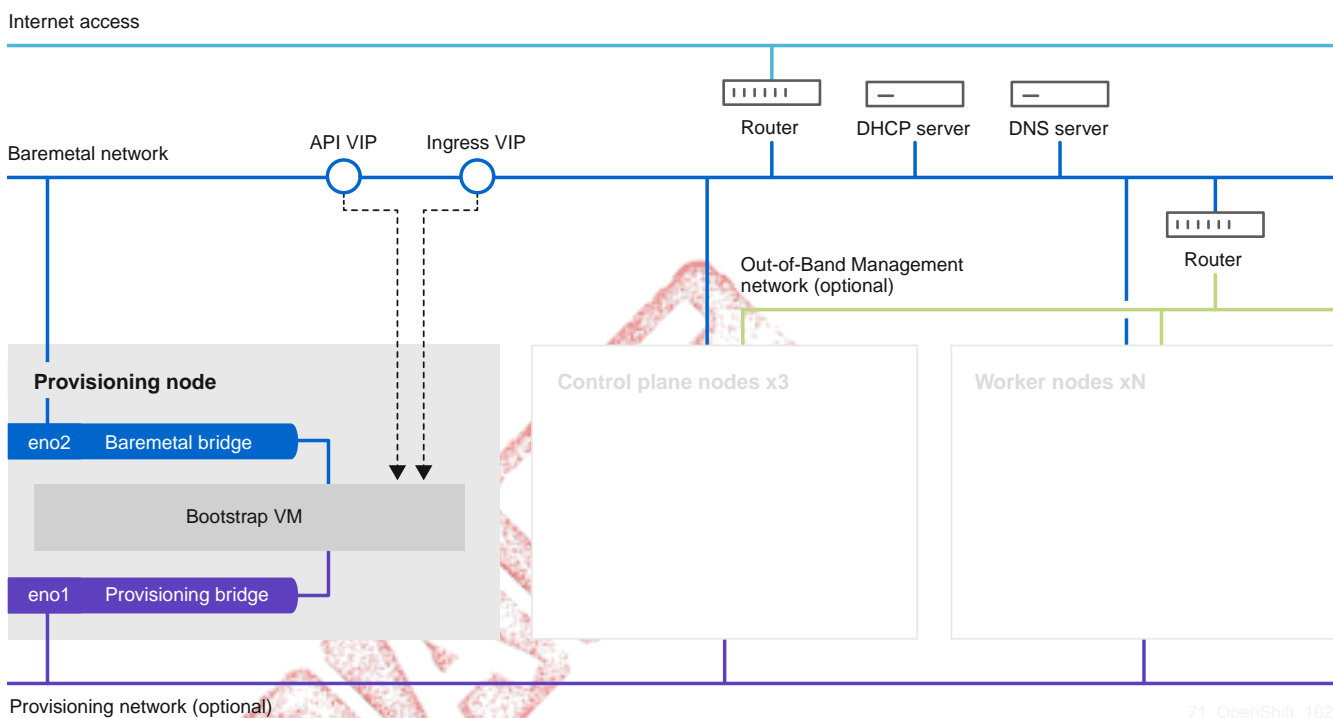 Internet access
Router
DHCP server
DNS server
Baremetal network
API VIP
Ingress VIP
Router
Out-of-Band Management
network (optional)
Provisioning node
Control plane nodes x3
Worker nodes xN
eno2
Baremetal bridge
Bootstrap VM
eno1
Provisioning bridge
Provisioning network (optional)
71_OpenShift_102